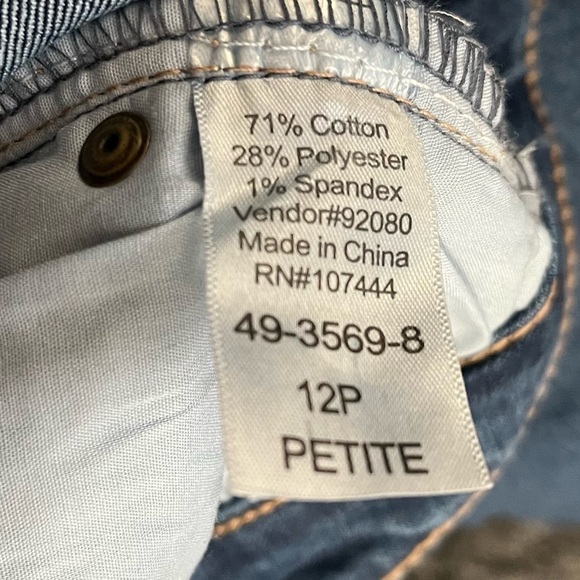 71% Cotton
28% Polyester
1% Spandex
Vendor#92080
Made in China
RN#107444
49-3569-8
12P
PETITE